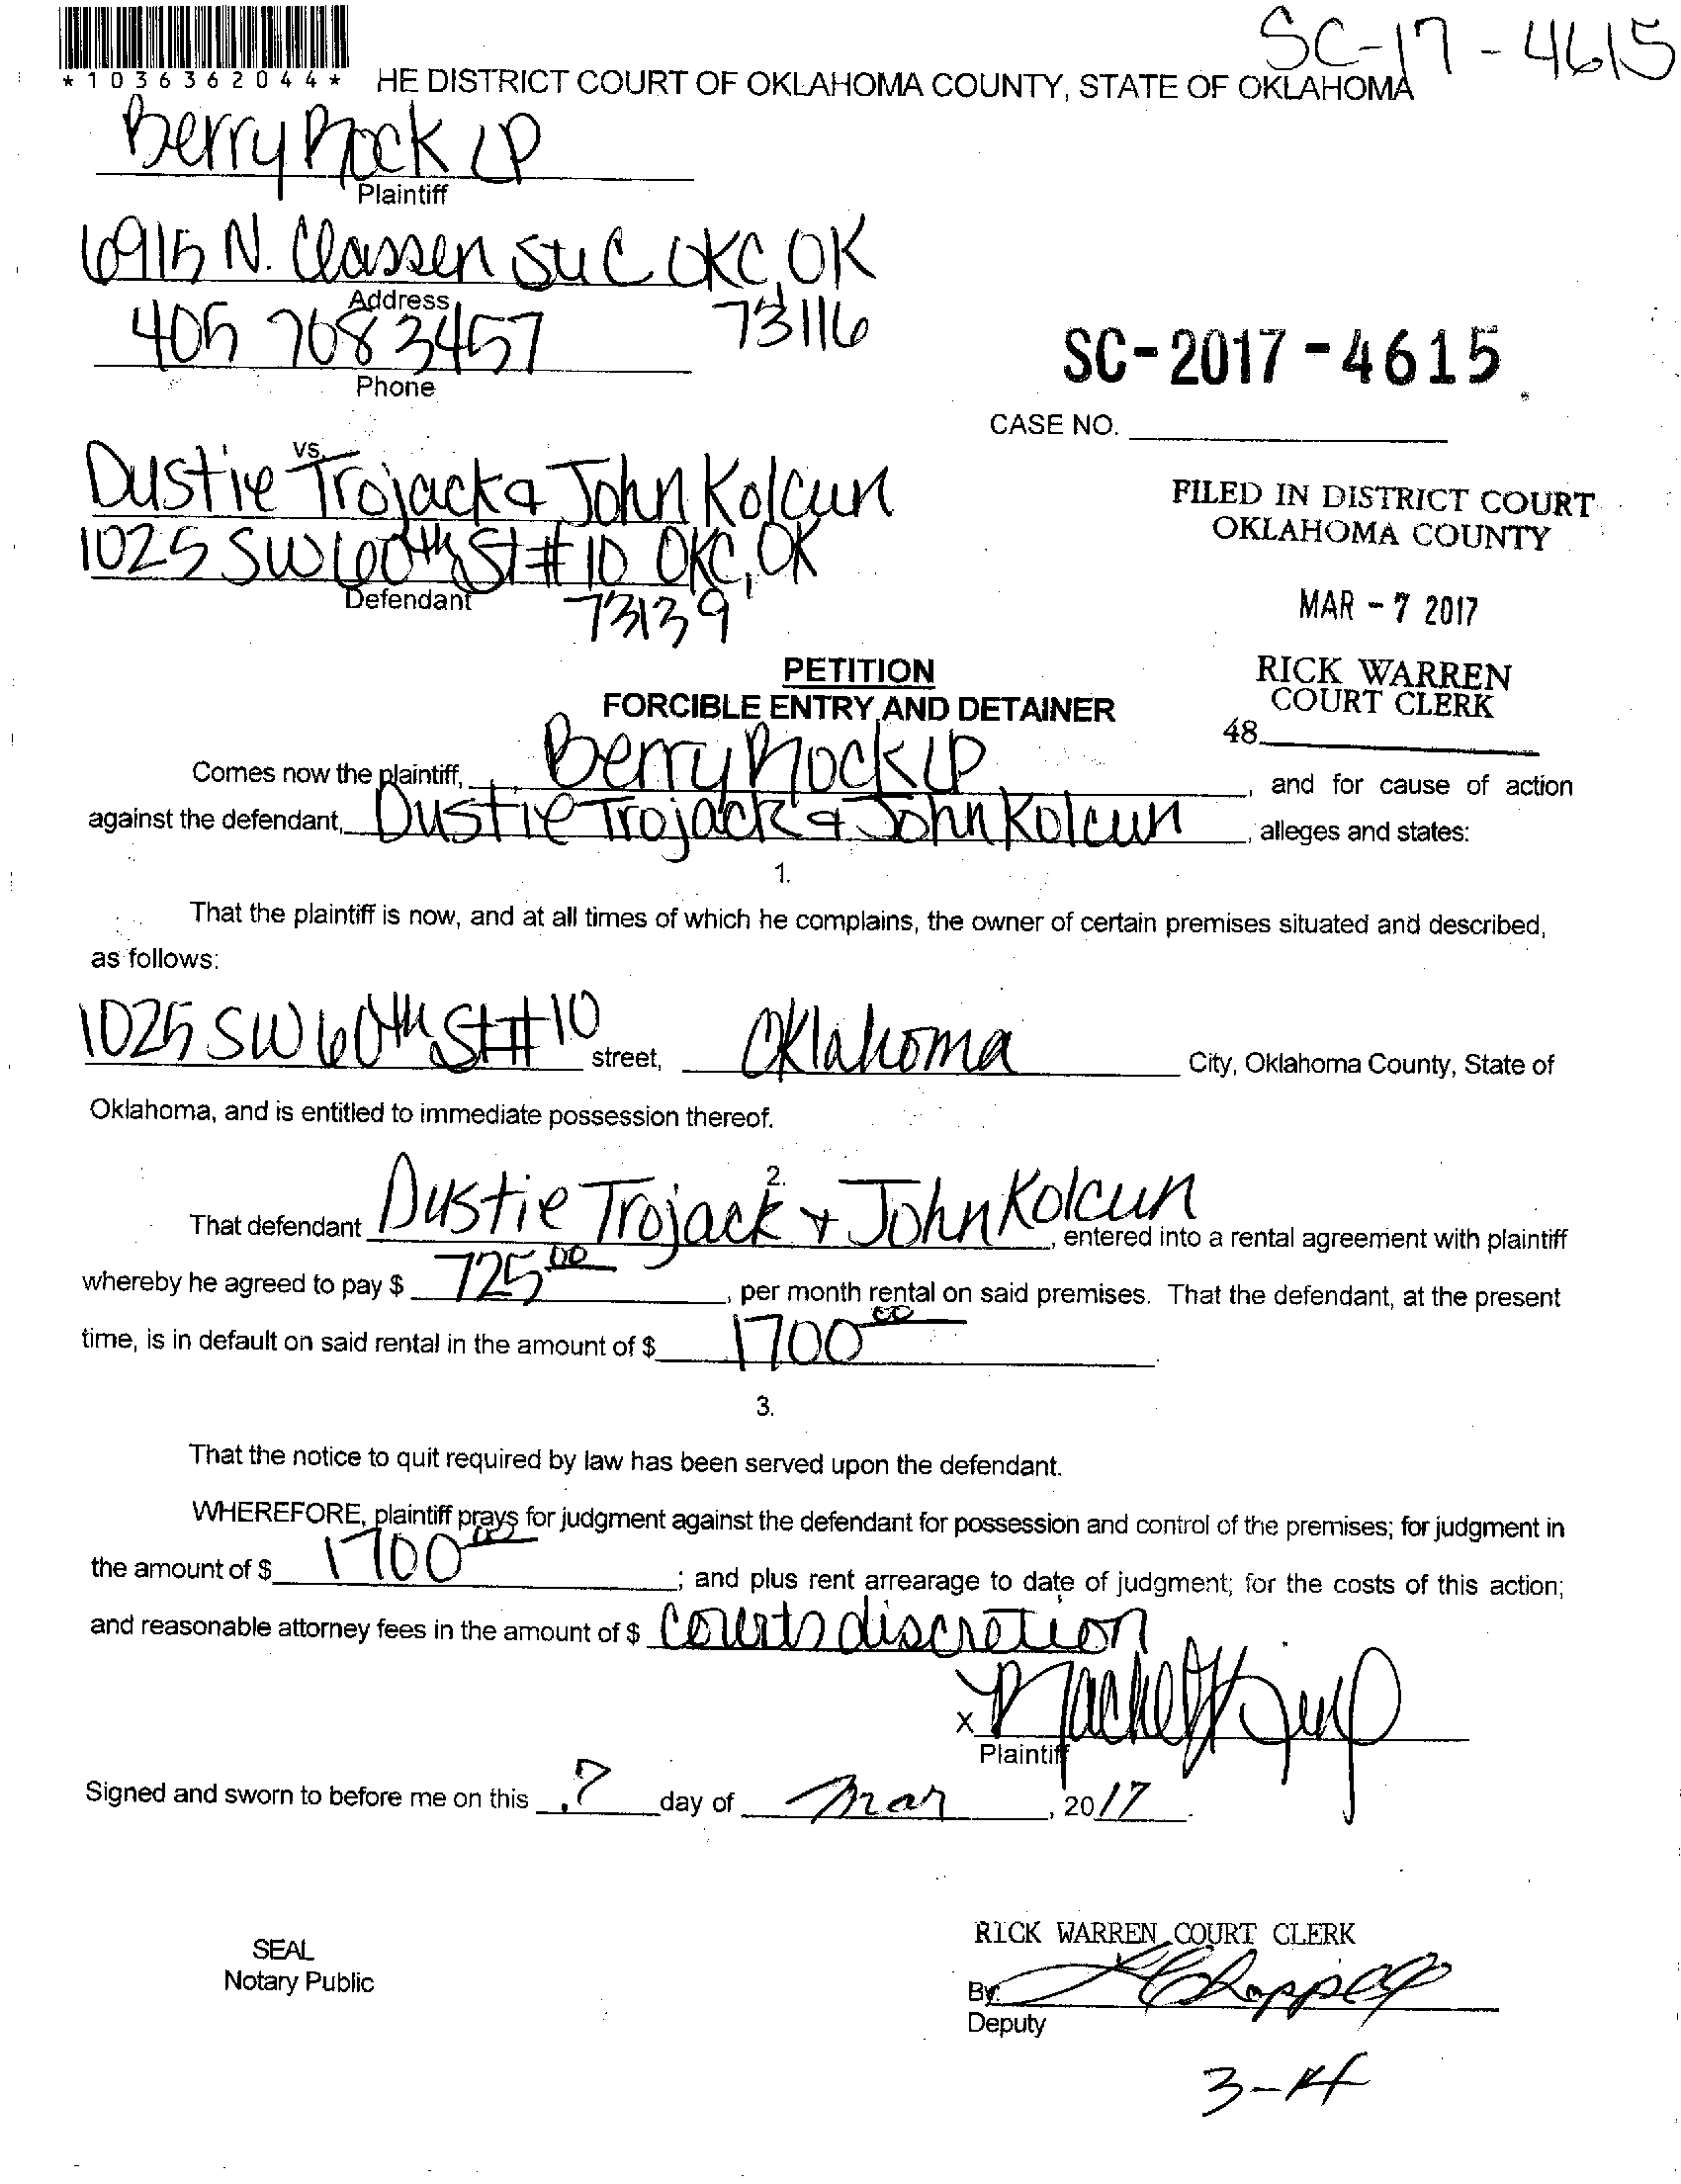 SC-17-4615
*1036362044*
HE DISTRICT COURT OF OKLAHOMA COUNTY, STATE OF OKLAHOMA
Berry Rock LP
Plaintiff
6915 N. Classen Ste C OKC, OK
Address
405 708 3457 73116
Phone
SC-2017-4615
CASE NO.
vs.
Dustie Trojack & John Kolcun
1025 SW 60th St # 10 OKC, OK
Defendant 73139
FILED IN DISTRICT COURT
OKLAHOMA COUNTY
MAR - 7 2017
RICK WARREN
COURT CLERK
48
PETITION
FORCIBLE ENTRY AND DETAINER
Comes now the plaintiff, Berry Rock LP, and for cause of action
against the defendant, Dustie Trojack & John Kolcun, alleges and states:
1.
That the plaintiff is now, and at all times of which he complains, the owner of certain premises situated and described,
as follows:
1025 SW 60th St # 10 street, Oklahoma City, Oklahoma County, State of
Oklahoma, and is entitled to immediate possession thereof.
2.
That defendant Dustie Trojack + John Kolcun, entered into a rental agreement with plaintiff
whereby he agreed to pay $ 725 00, per month rental on said premises. That the defendant, at the present
time, is in default on said rental in the amount of $ 1700 00.
3.
That the notice to quit required by law has been served upon the defendant.
WHEREFORE, plaintiff prays for judgment against the defendant for possession and control of the premises; for judgment in
the amount of $ 1700 00; and plus rent arrearage to date of judgment; for the costs of this action;
and reasonable attorney fees in the amount of $ courts discretion
X
Plaintiff
Signed and sworn to before me on this 7 day of Mar, 2017.
SEAL
Notary Public
RICK WARREN COURT CLERK
By:
Deputy
3-14